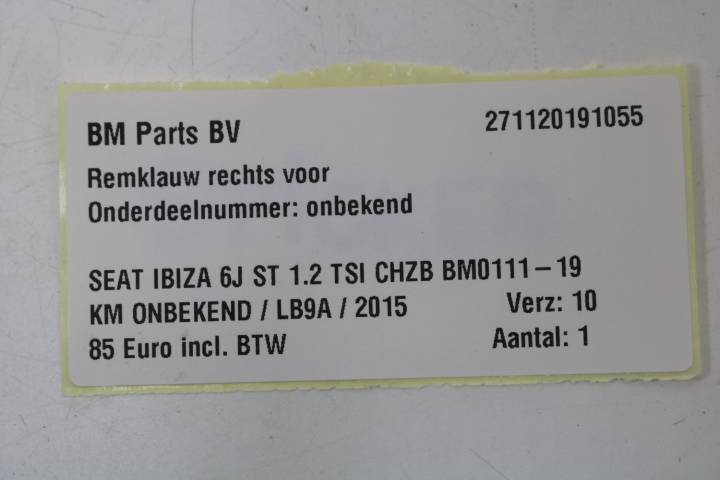 BM Parts BV 271120191055
Remklauw rechts voor
Onderdeelnummer: onbekend
SEAT IBIZA 6J ST 1.2 TSI CHZB BM0111-19
KM ONBEKEND / LB9A / 2015 Verz: 10
85 Euro incl. BTW Aantal: 1